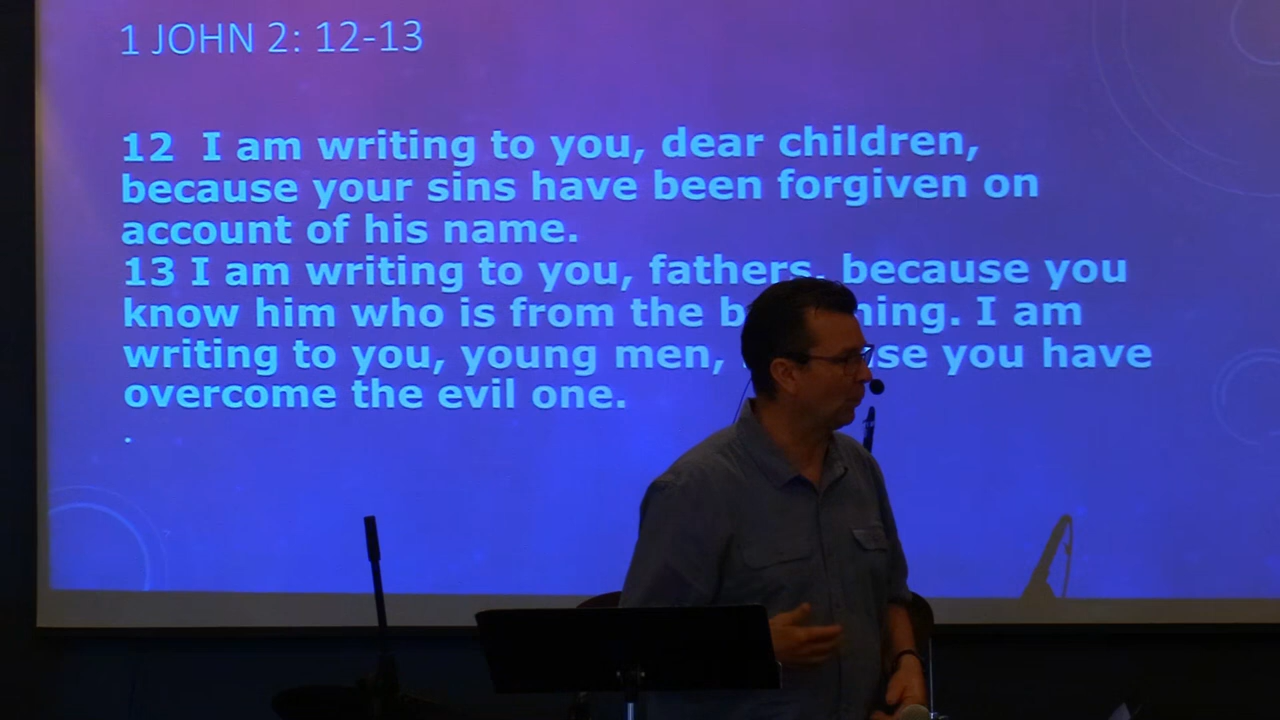 1 JOHN 2: 12-13
12 I am writing to you, dear children,
because your sins have been forgiven on
account of his name.
13 I am writing to you, fathers, because you
know him who is from the ning. I am
writing to you, young men, se you have
overcome the evil one.
.